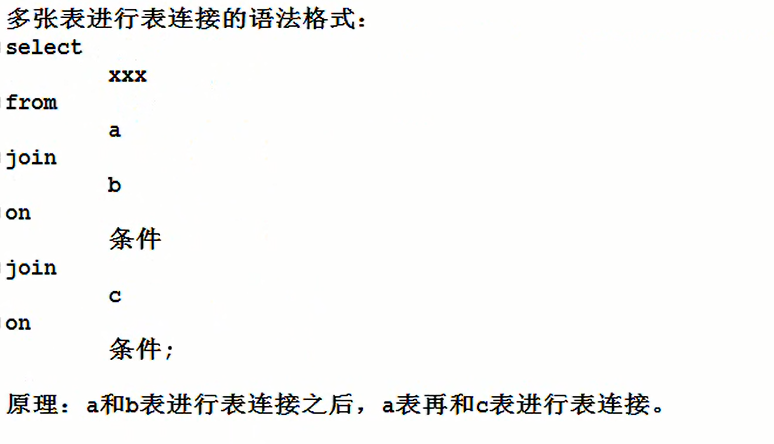 多张表进行表连接的语法格式：
select
xxx
from
a
join
b
on
条件
join
c
on
条件;
原理：a和b表进行表连接之后，a表再和c表进行表连接。